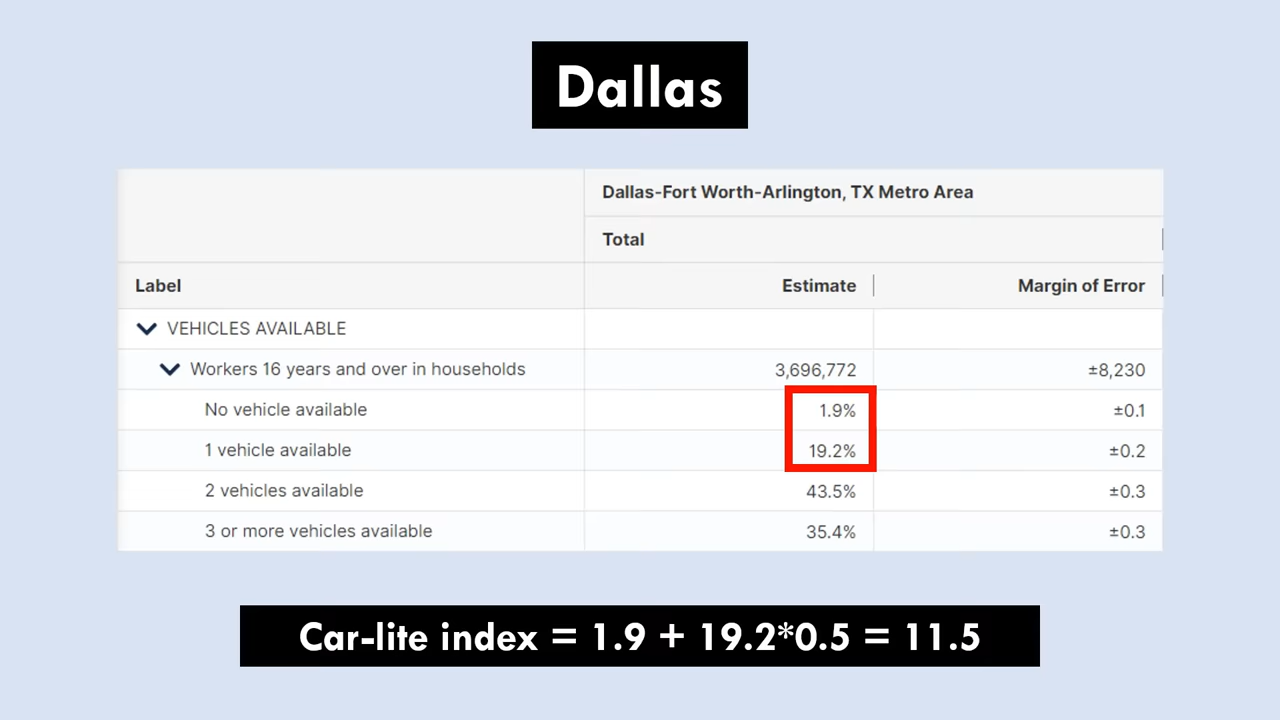 Dallas
Dallas-Fort Worth-Arlington, TX Metro Area
Total
Label Estimate Margin of Error
VEHICLES AVAILABLE
Workers 16 years and over in households 3,696,772 ±8,230
No vehicle available 1.9% ±0.1
1 vehicle available 19.2% ±0.2
2 vehicles available 43.5% ±0.3
3 or more vehicles available 35.4% ±0.3
Car-lite index = 1.9 + 19.2*0.5 = 11.5